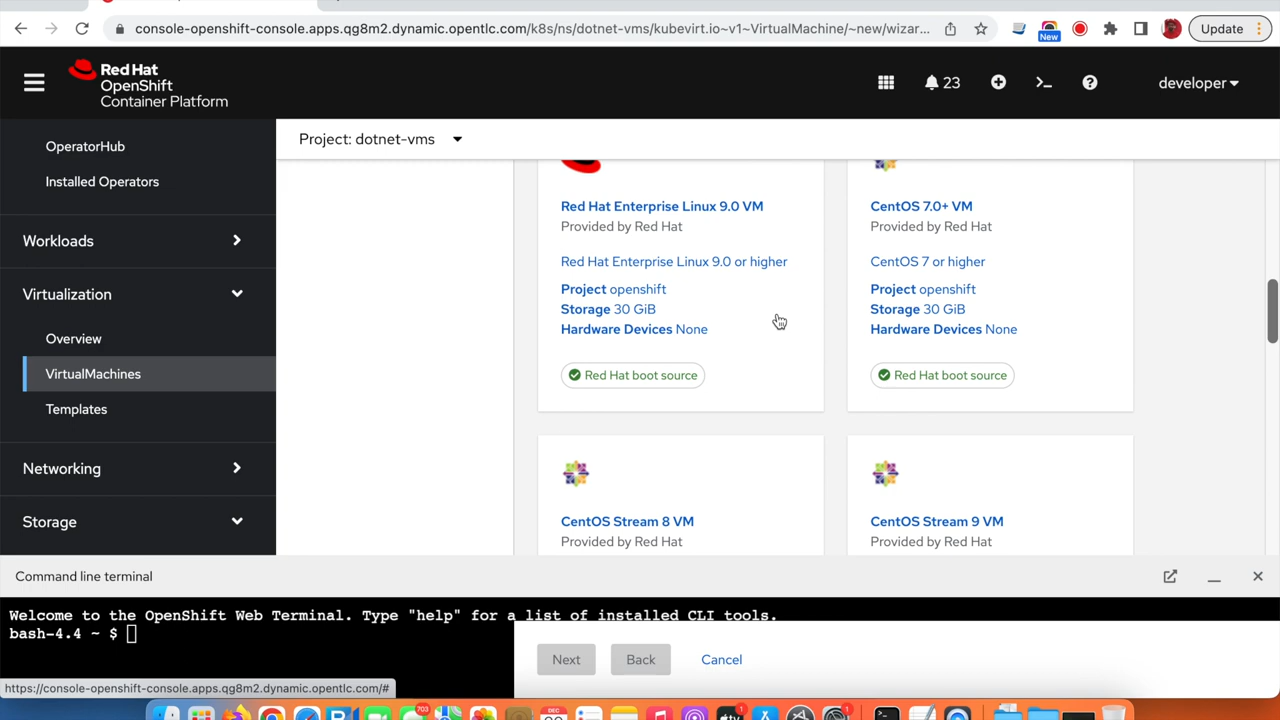 console-openshift-console.apps.qg8m2.dynamic.opentlc.com/k8s/ns/dotnet-vms/kubevirt.io~v1~VirtualMachine/~new/wizar...
New
Update
Red Hat
OpenShift
Container Platform
23
developer
OperatorHub
Installed Operators
Workloads
Virtualization
Overview
VirtualMachines
Templates
Networking
Storage
Project: dotnet-vms
Red Hat Enterprise Linux 9.0 VM
Provided by Red Hat
Red Hat Enterprise Linux 9.0 or higher
Project openshift
Storage 30 GiB
Hardware Devices None
Red Hat boot source
CentOS 7.0+ VM
Provided by Red Hat
CentOS 7 or higher
Project openshift
Storage 30 GiB
Hardware Devices None
Red Hat boot source
CentOS Stream 8 VM
Provided by Red Hat
CentOS Stream 9 VM
Provided by Red Hat
Command line terminal
Welcome to the OpenShift Web Terminal. Type "help" for a list of installed CLI tools.
bash-4.4 ~ $
Next
Back
Cancel
https://console-openshift-console.apps.qg8m2.dynamic.opentlc.com/#
703
DEC
1
1